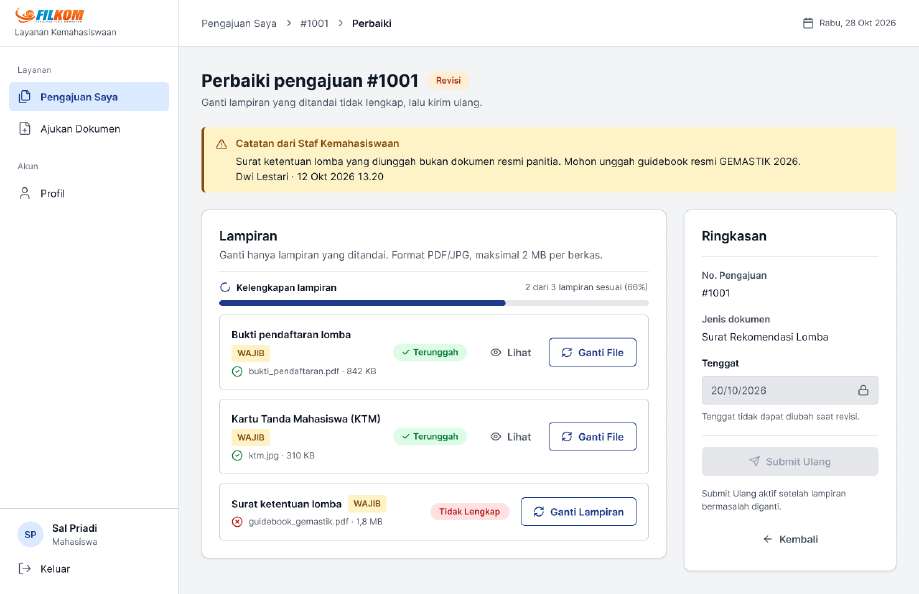 FILKOM
Layanan Kemahasiswaan
Pengajuan Saya > #1001 > Perbaiki
Rabu, 28 Okt 2026
Layanan
Pengajuan Saya
Ajukan Dokumen
Akun
Profil
SP
Sal Priadi
Mahasiswa
Keluar
Perbaiki pengajuan #1001
Revisi
Ganti lampiran yang ditandai tidak lengkap, lalu kirim ulang.
Catatan dari Staf Kemahasiswaan
Surat ketentuan lomba yang diunggah bukan dokumen resmi panitia. Mohon unggah guidebook resmi GEMASTIK 2026.
Dwi Lestari · 12 Okt 2026 13.20
Lampiran
Ganti hanya lampiran yang ditandai. Format PDF/JPG, maksimal 2 MB per berkas.
Kelengkapan lampiran
2 dari 3 lampiran sesuai (66%)
Bukti pendaftaran lomba
WAJIB
bukti_pendaftaran.pdf · 842 KB
Terunggah
Lihat
Ganti File
Kartu Tanda Mahasiswa (KTM)
WAJIB
ktm.jpg · 310 KB
Terunggah
Lihat
Ganti File
Surat ketentuan lomba
WAJIB
guidebook_gemastik.pdf · 1,8 MB
Tidak Lengkap
Ganti Lampiran
Ringkasan
No. Pengajuan
#1001
Jenis dokumen
Surat Rekomendasi Lomba
Tenggat
20/10/2026
Tenggat tidak dapat diubah saat revisi.
Submit Ulang
Submit Ulang aktif setelah lampiran
bermasalah diganti.
Kembali